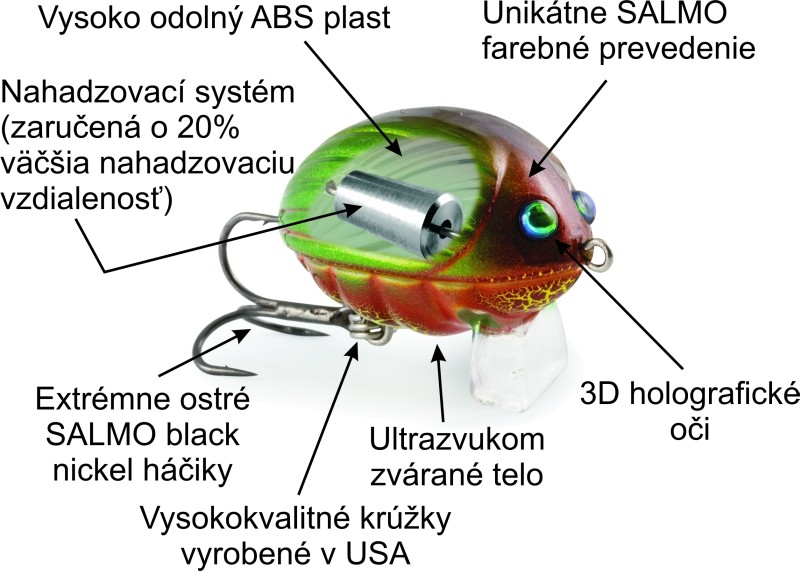 Vysoko odolný ABS plast
Unikátne SALMO
farebné prevedenie
Nahadzovací systém
(zaručená o 20%
väčšia nahadzovaciu
vzdialenosť)
3D holografické
oči
Extrémne ostré
SALMO black
nickel háčiky
Ultrazvukom
zvárané telo
Vysokokvalitné krúžky
vyrobené v USA